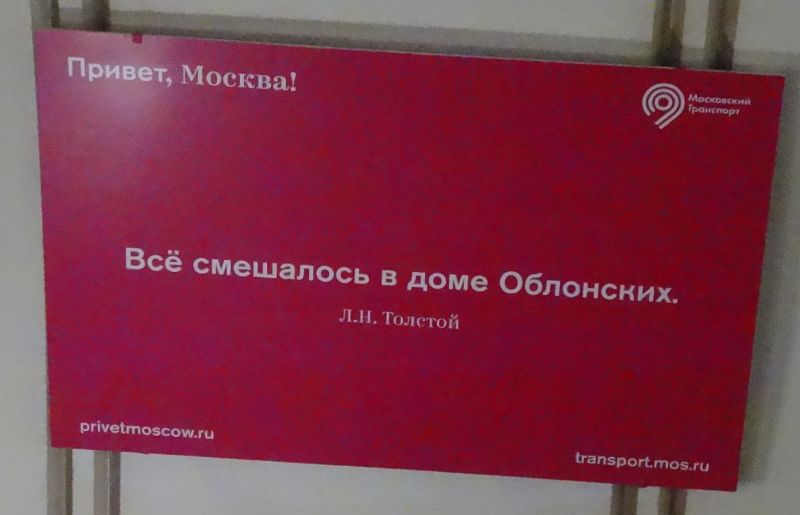 Привет, Москва!
Московский
Транспорт
Всё смешалось в доме Облонских.
Л.Н. Толстой
privetmoscow.ru
transport.mos.ru